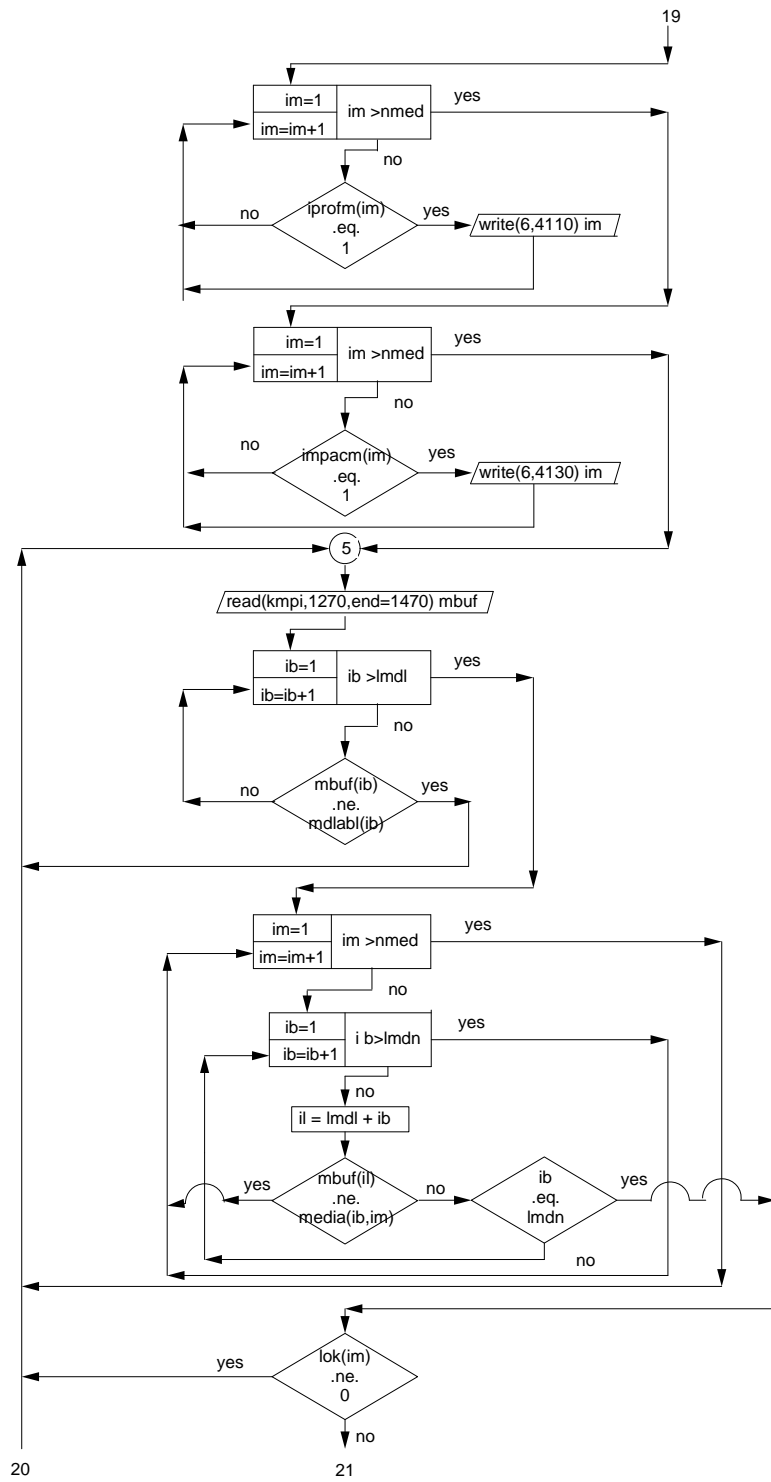 19
im=1
im >nmed
yes
im=im+1
no
iprofm(im)
no
yes
.eq.
write(6,4110) im
1
im=1
im >nmed
yes
im=im+1
no
no
impacm(im)
yes
.eq.
write(6,4130) im
1
5
read(kmpi,1270,end=1470) mbuf
ib=1
ib >lmdl
yes
ib=ib+1
no
mbuf(ib)
no
yes
.ne.
mdlabl(ib)
im=1
im >nmed
yes
im=im+1
no
ib=1
i b>lmdn
yes
ib=ib+1
no
il = lmdl + ib
yes
mbuf(il)
no
ib
yes
.ne.
.eq.
media(ib,im)
lmdn
no
yes
lok(im)
.ne.
0
no
20
21